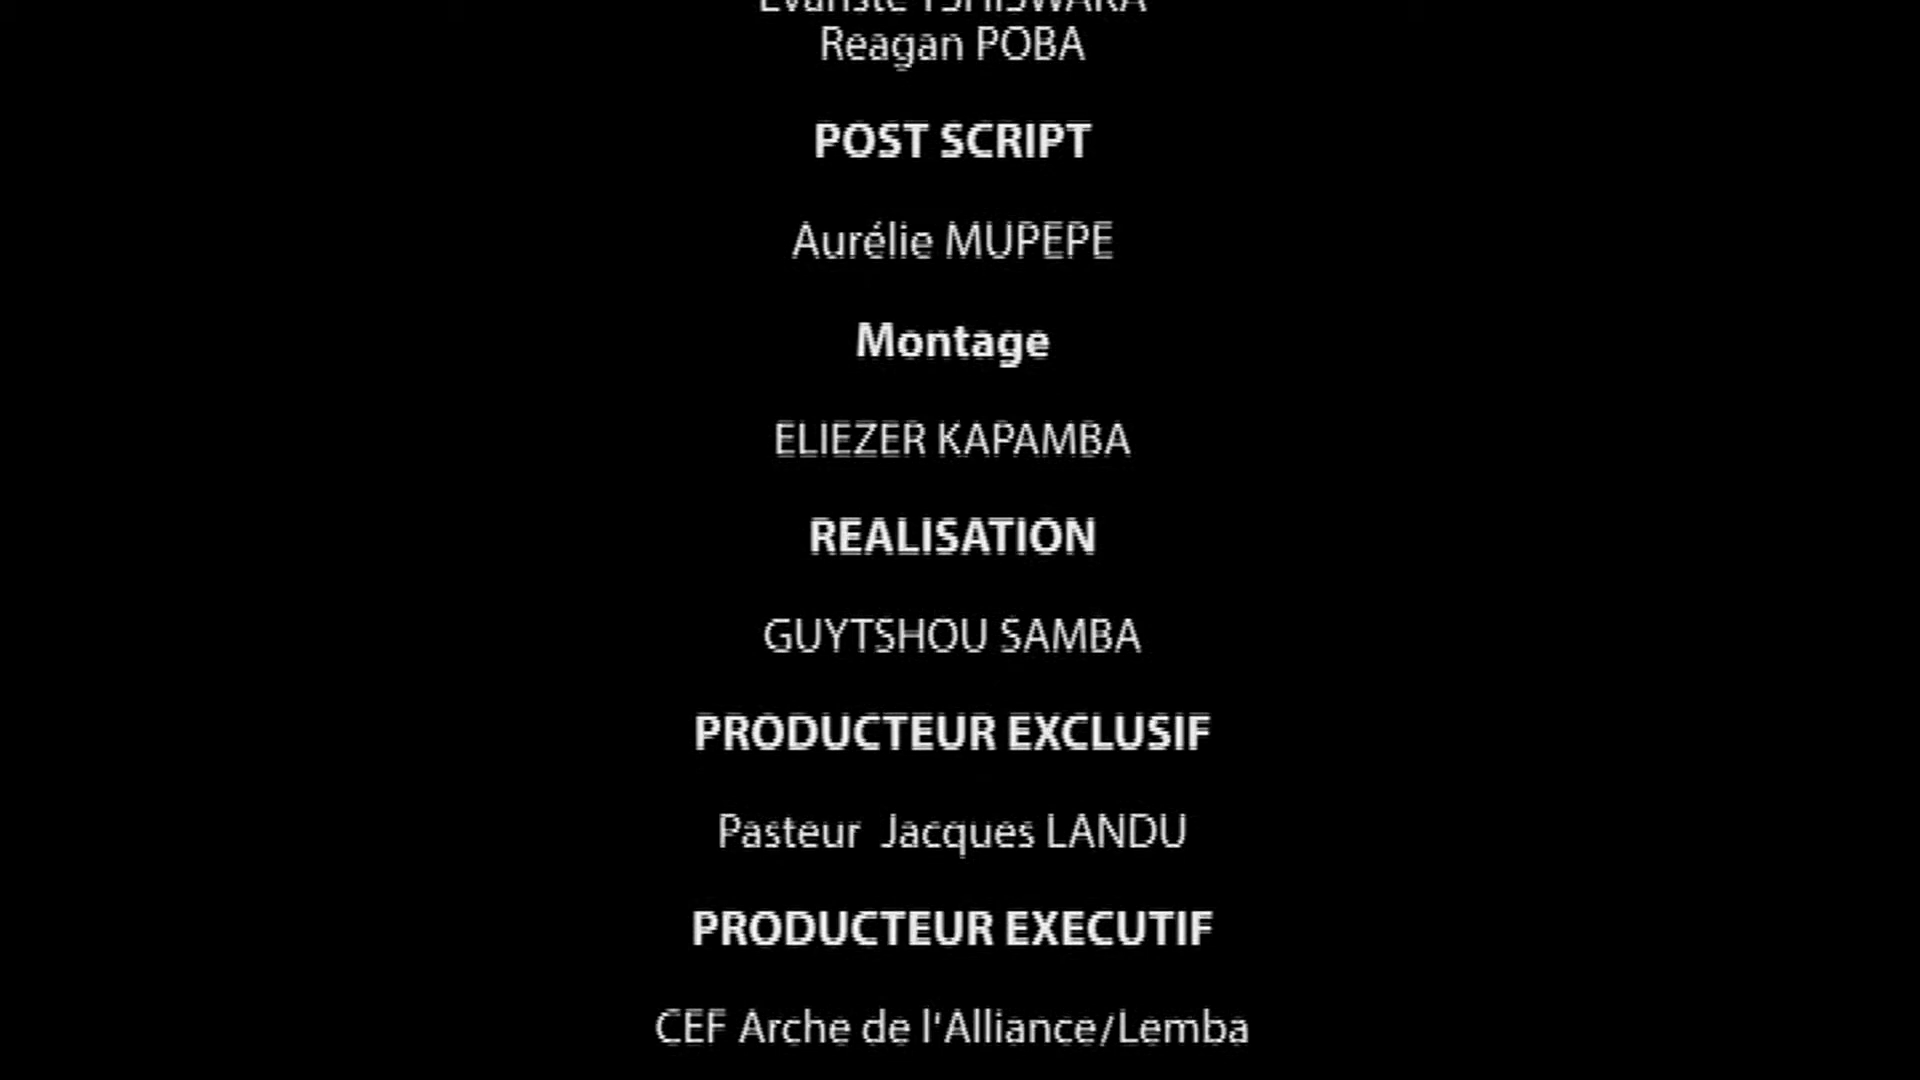 Reagan POBA
POST SCRIPT
Aurélie MUPEPE
Montage
ELIEZER KAPAMBA
REALISATION
GUYTSHOU SAMBA
PRODUCTEUR EXCLUSIF
Pasteur Jacques LANDU
PRODUCTEUR EXECUTIF
CEF Arche de l'Alliance/Lemba